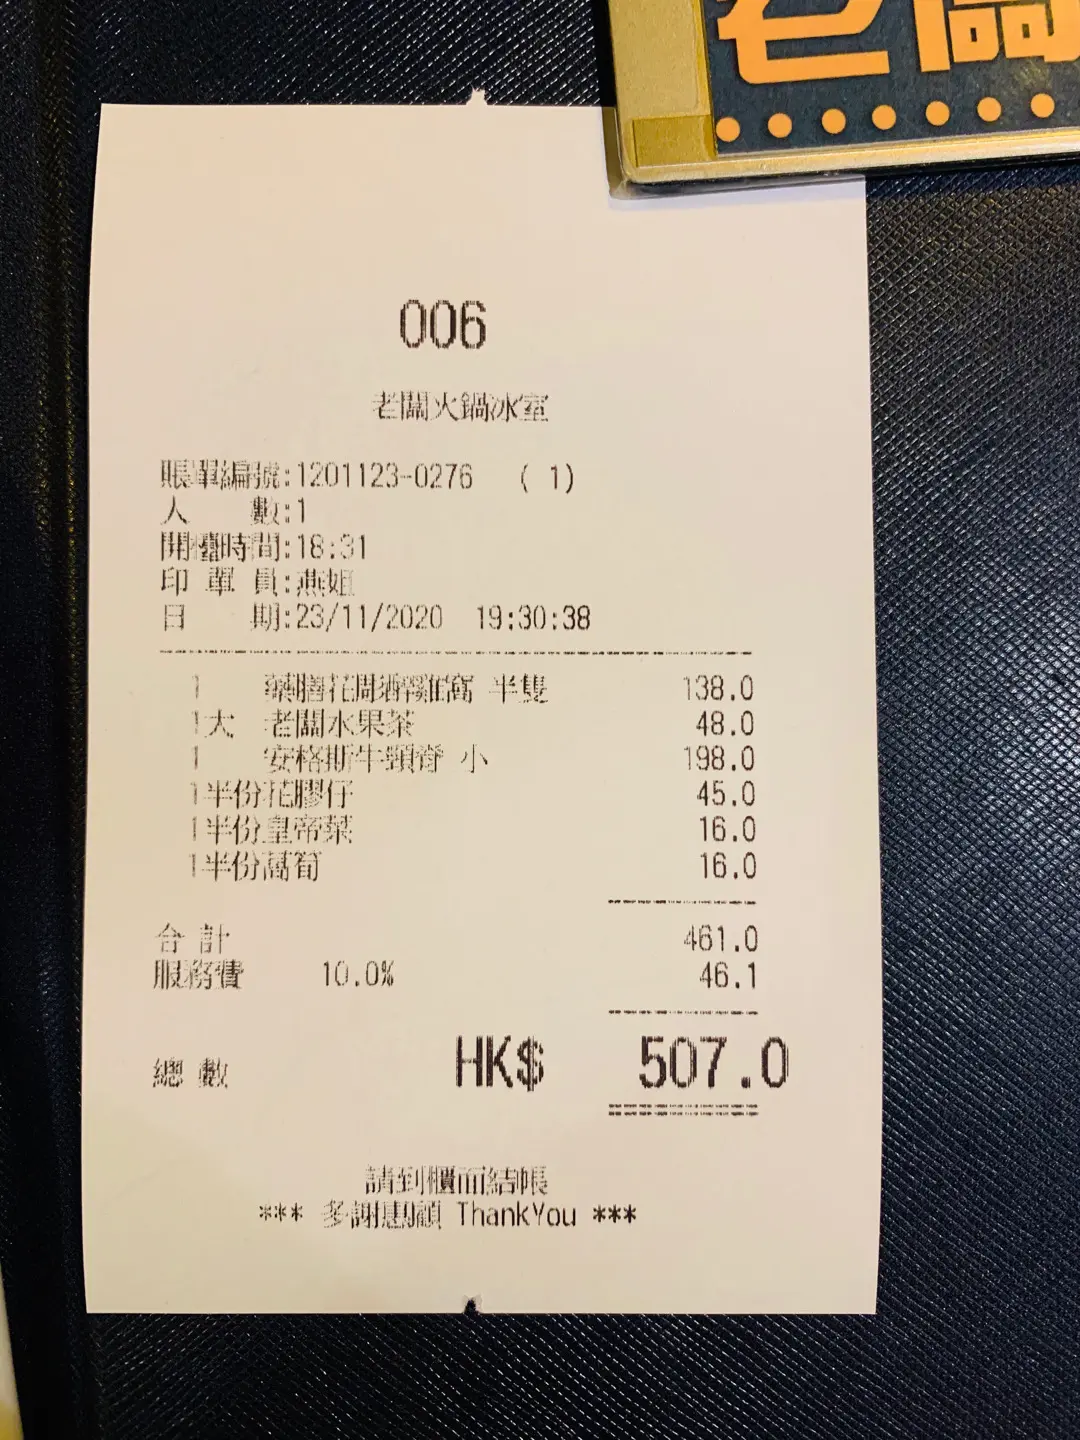 老闆
006
老闆火鍋冰室
賬單編號:1201123-0276 ( 1)
人 數:1
開檯時間:18:31
印單員:燕姐
日 期:23/11/2020 19:30:38
1 藥膳花雕醉雞窩 半隻 138.0
1大 老闆水果茶 48.0
1 安格斯牛頸脊 小 198.0
1半份花膠仔 45.0
1半份皇帝菜 16.0
1半份萵筍 16.0
合計 461.0
服務費 10.0% 46.1
總數 HK$ 507.0
請到櫃面結帳
*** 多謝惠顧 ThankYou ***